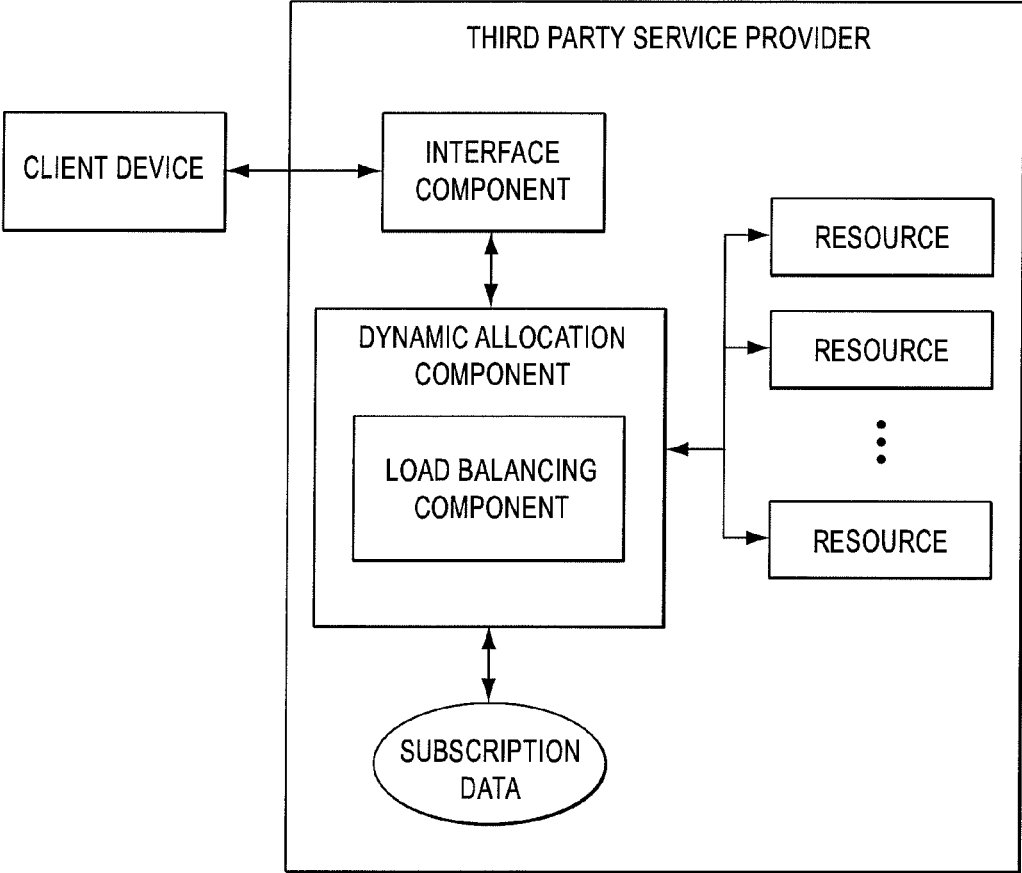 THIRD PARTY SERVICE PROVIDER
CLIENT DEVICE
INTERFACE
COMPONENT
RESOURCE
DYNAMIC ALLOCATION
COMPONENT
RESOURCE
LOAD BALANCING
COMPONENT
RESOURCE
SUBSCRIPTION
DATA